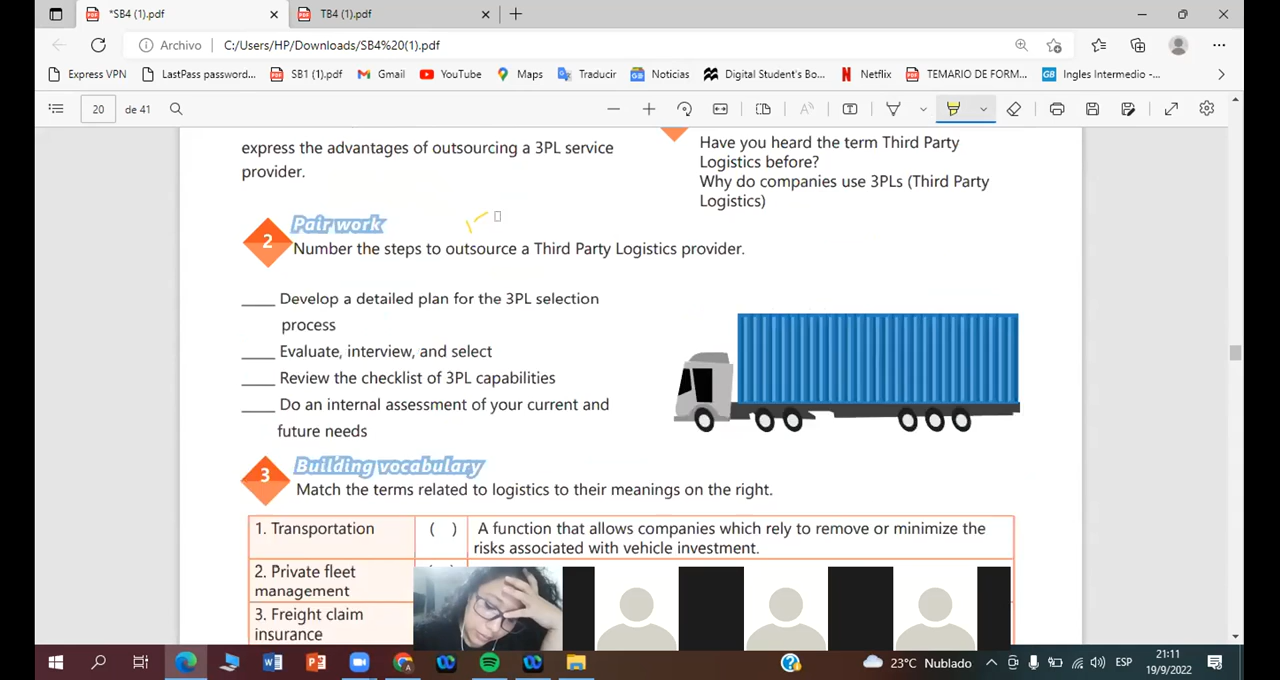 *SB4 (1).pdf
TB4 (1).pdf
Archivo
C:/Users/HP/Downloads/SB4%20(1).pdf
Express VPN
LastPass password...
SB1 (1).pdf
Gmail
YouTube
Maps
Traducir
Noticias
Digital Student's Bo...
Netflix
TEMARIO DE FORM...
Ingles Intermedio -...
20
de 41
express the advantages of outsourcing a 3PL service
provider.
Have you heard the term Third Party
Logistics before?
Why do companies use 3PLs (Third Party
Logistics)
2
Pair work
Number the steps to outsource a Third Party Logistics provider.
____ Develop a detailed plan for the 3PL selection
process
____ Evaluate, interview, and select
____ Review the checklist of 3PL capabilities
____ Do an internal assessment of your current and
future needs
3
Building vocabulary
Match the terms related to logistics to their meanings on the right.
1. Transportation
( )
A function that allows companies which rely to remove or minimize the
risks associated with vehicle investment.
2. Private fleet
management
3. Freight claim
insurance
23°C Nublado
ESP
21:11
19/9/2022